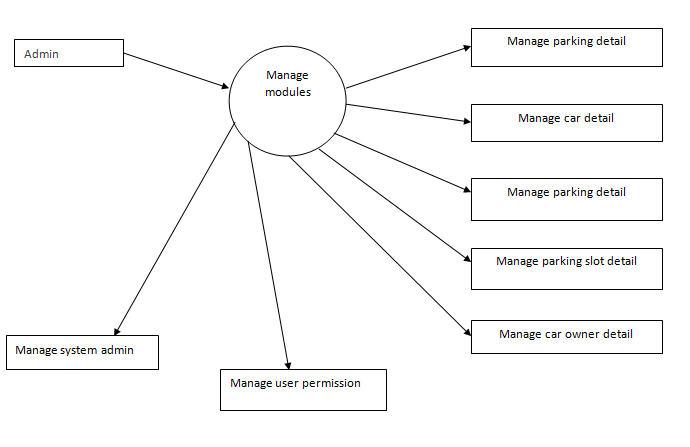 Admin
Manage
modules
Manage parking detail
Manage car detail
Manage parking detail
Manage parking slot detail
Manage car owner detail
Manage system admin
Manage user permission